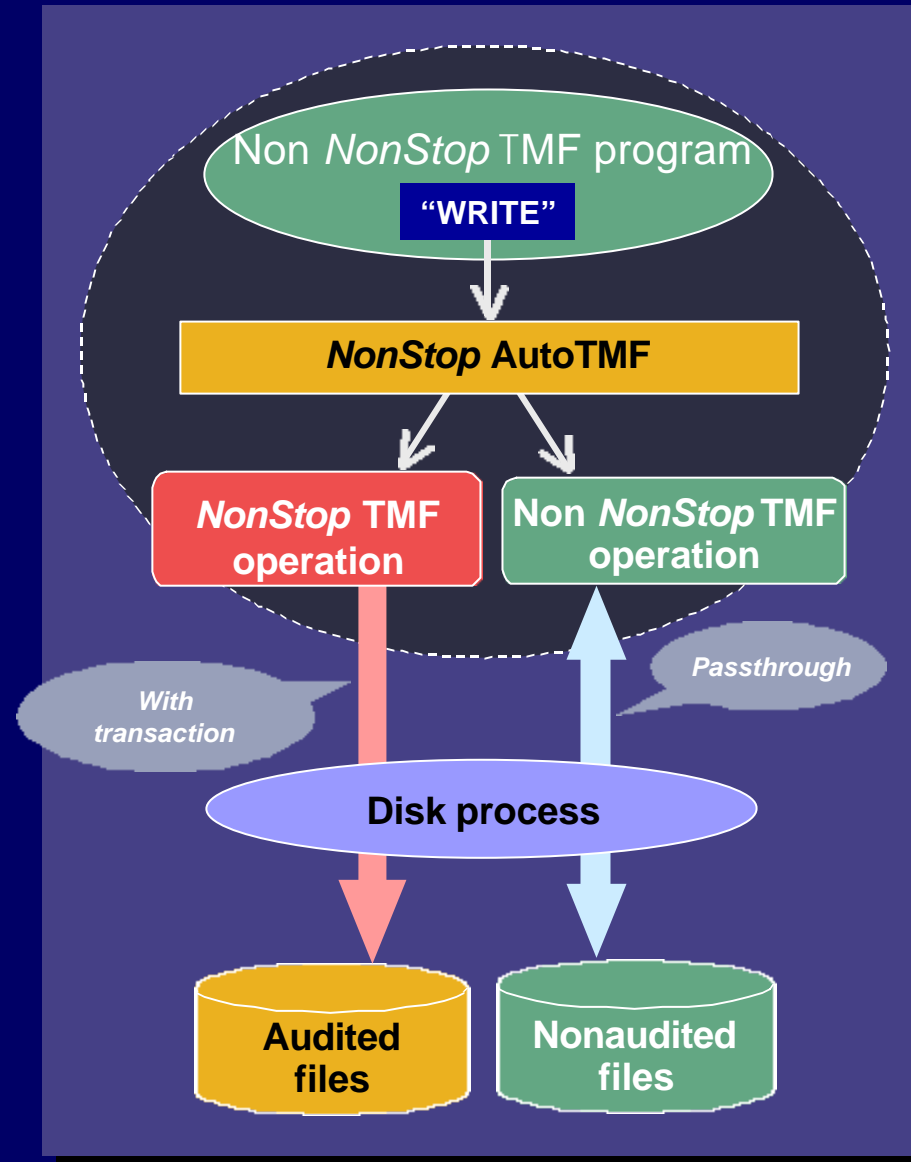 Non NonStop TMF program
“WRITE”
NonStop AutoTMF
NonStop TMF
operation
Non NonStop TMF
operation
With
transaction
Passthrough
Disk process
Audited
files
Nonaudited
files